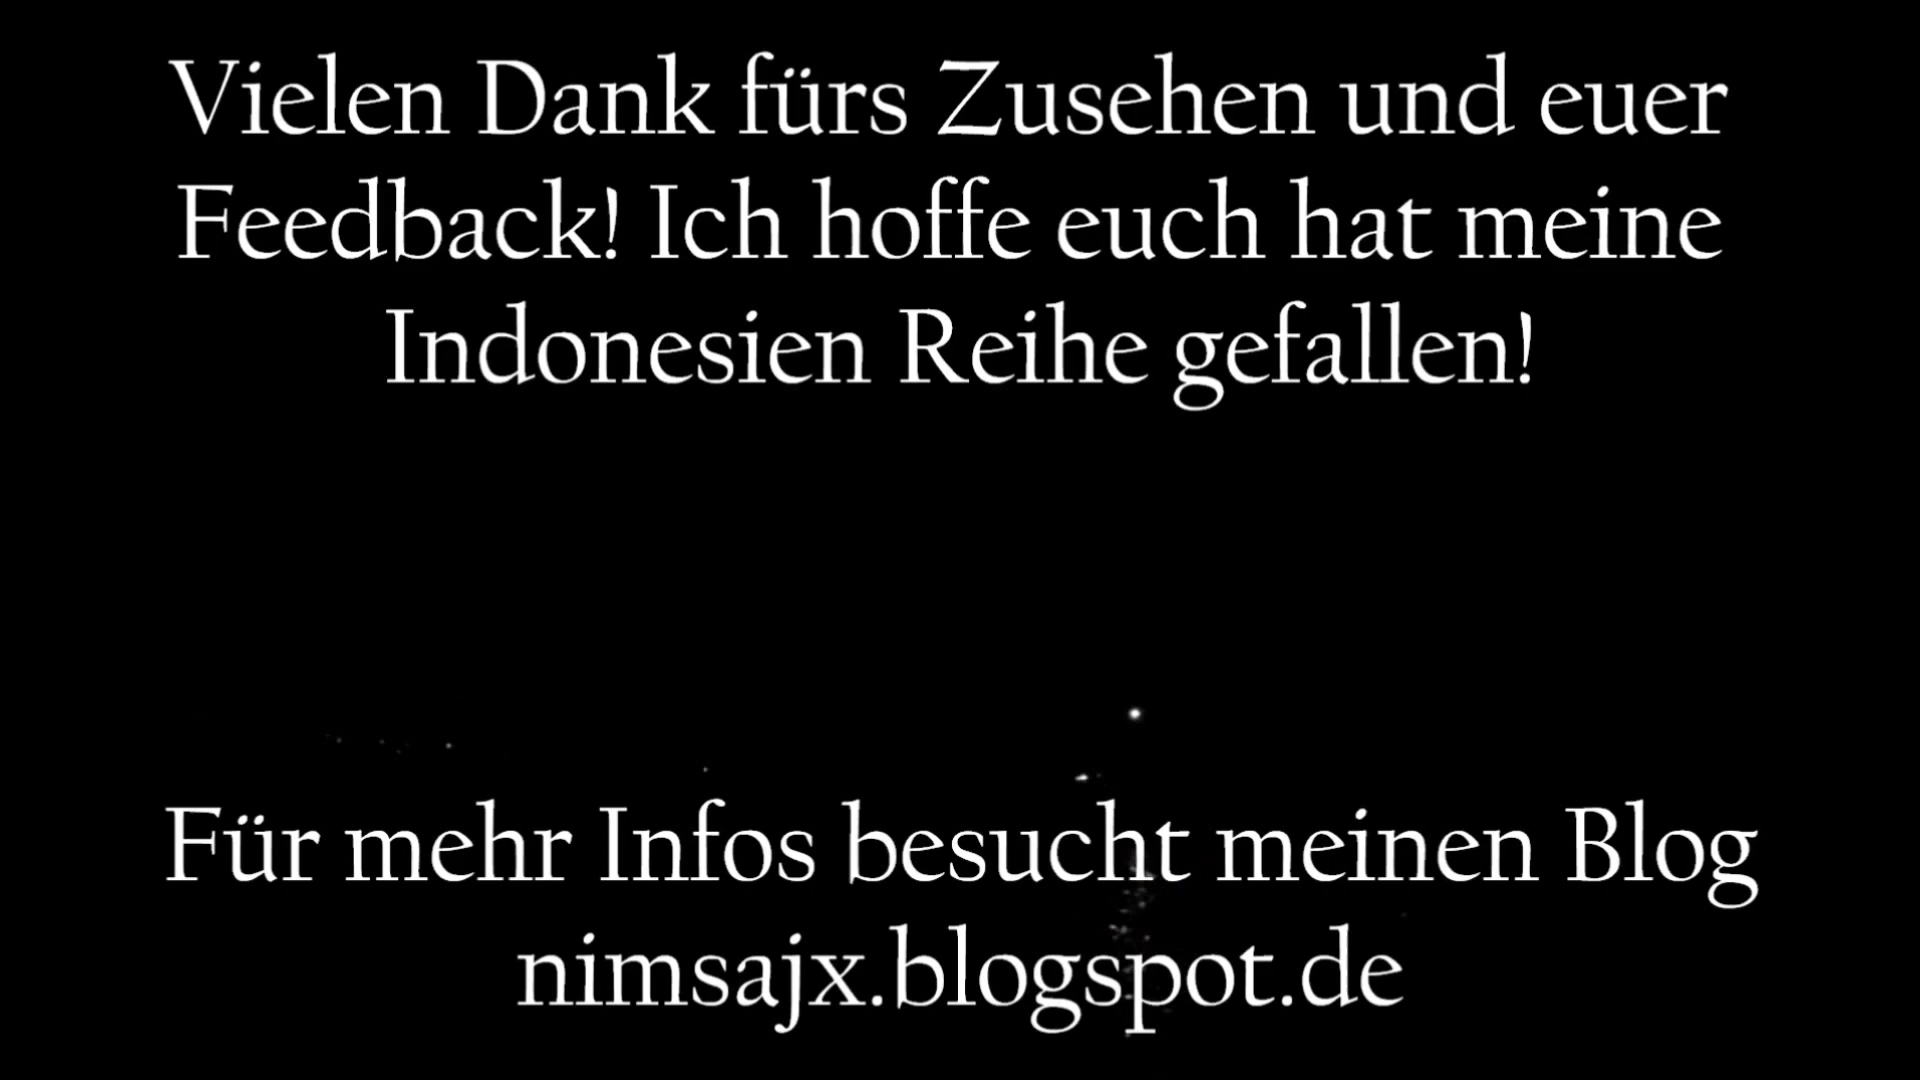 Vielen Dank fürs Zusehen und euer
Feedback! Ich hoffe euch hat meine
Indonesien Reihe gefallen!
Für mehr Infos besucht meinen Blog
nimsajx.blogspot.de